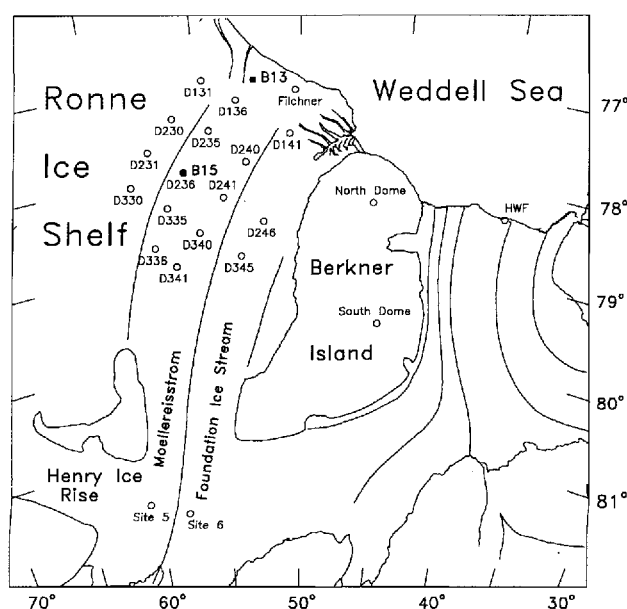 B13
Weddell Sea
D131
Filchner
77°
Ronne
D136
D230
D235
D141
D240
Ice
D231
B15
D236
D241
North Dome
78°
D330
HWF
D335
D246
Shelf
D340
D336
D345
Berkner
D341
79°
South Dome
Island
Moellereisstrom
Foundation Ice Stream
80°
Henry Ice
Rise
Site 5
Site 6
81°
70° 60° 50° 40° 30°